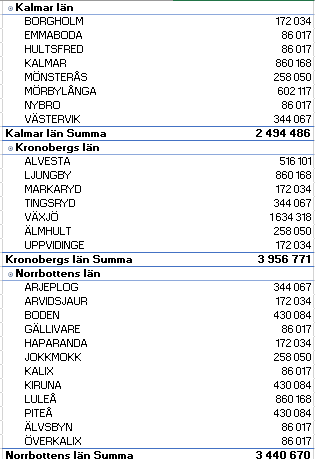 Kalmar län
BORGHOLM 172 034
EMMABODA 86 017
HULTSFRED 86 017
KALMAR 860 168
MÖNSTERÅS 258 050
MÖRBYLÅNGA 602 117
NYBRO 86 017
VÄSTERVIK 344 067
Kalmar län Summa 2 494 486
Kronobergs län
ALVESTA 516 101
LJUNGBY 860 168
MARKARYD 172 034
TINGSRYD 344 067
VÄXJÖ 1 634 318
ÄLMHULT 258 050
UPPVIDINGE 172 034
Kronobergs län Summa 3 956 771
Norrbottens län
ARJEPLOG 344 067
ARVIDSJAUR 172 034
BODEN 430 084
GÄLLIVARE 86 017
HAPARANDA 172 034
JOKKMOKK 258 050
KALIX 86 017
KIRUNA 430 084
LULEÅ 860 168
PITEÅ 430 084
ÄLVSBYN 86 017
ÖVERKALIX 86 017
Norrbottens län Summa 3 440 670